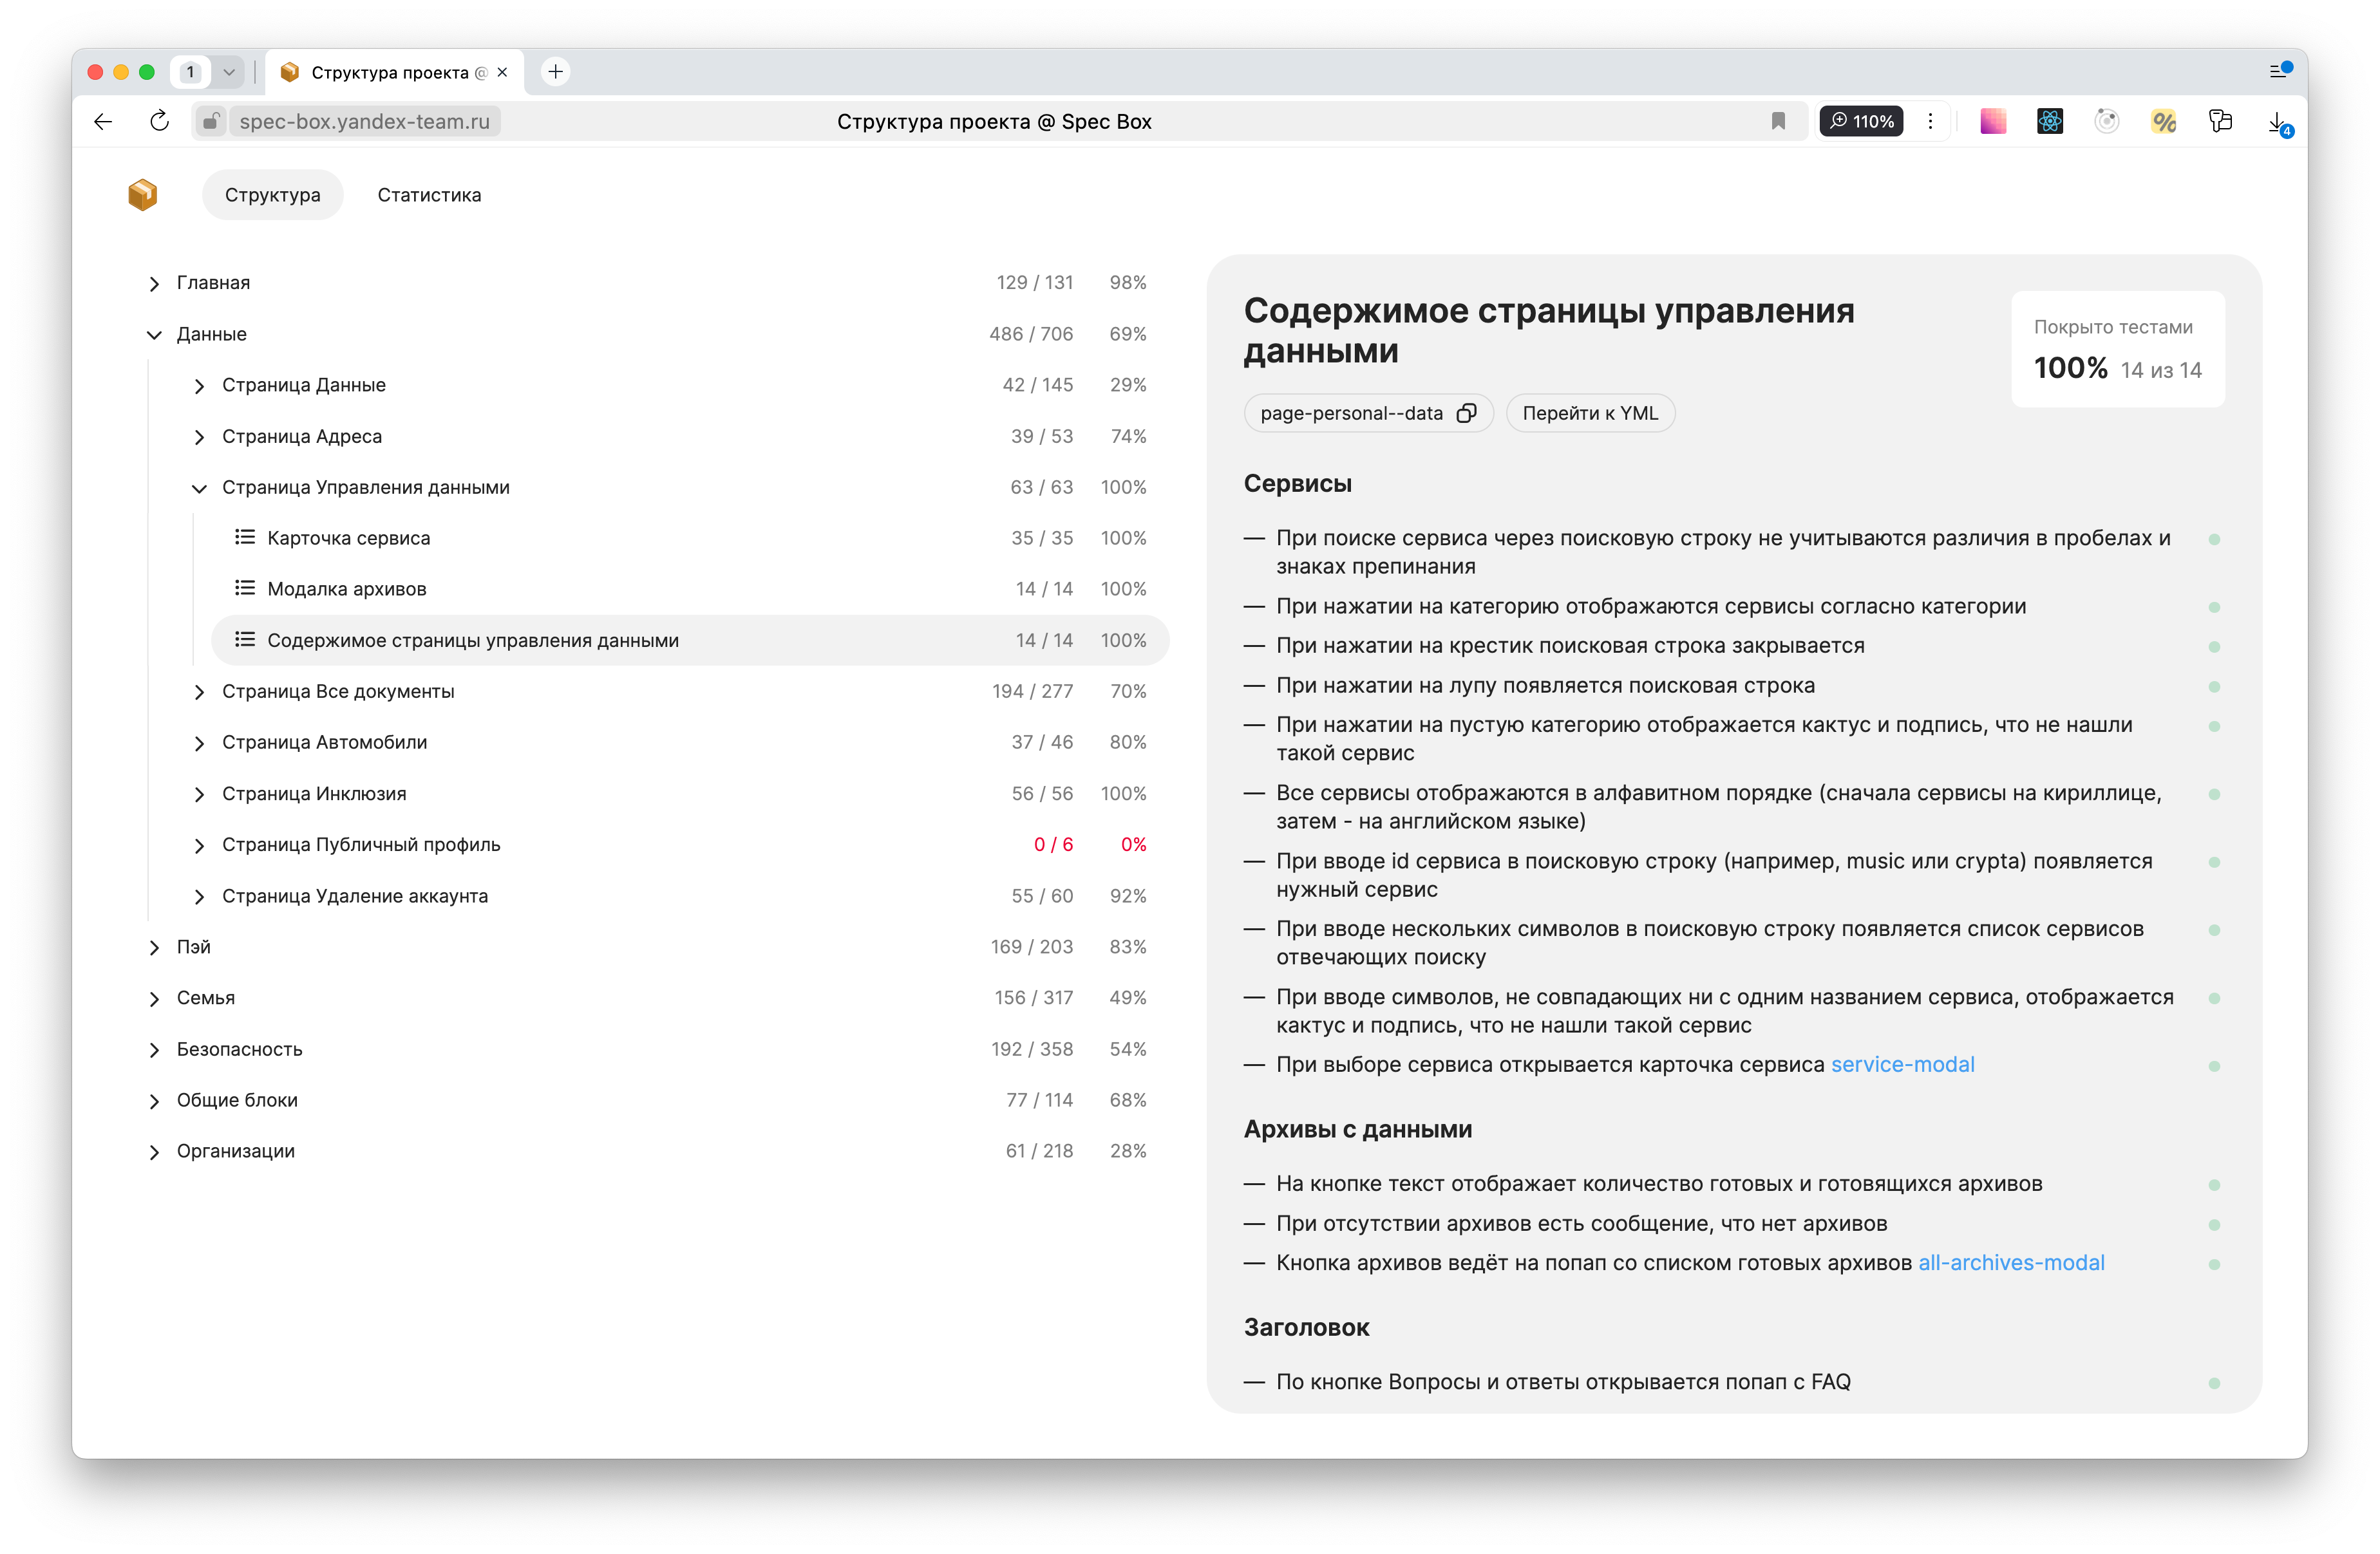 1
Структура проекта @
spec-box.yandex-team.ru
Структура проекта @ Spec Box
110%
4
Структура
Статистика
Главная 129 / 131 98%
Данные 486 / 706 69%
Страница Данные 42 / 145 29%
Страница Адреса 39 / 53 74%
Страница Управления данными 63 / 63 100%
Карточка сервиса 35 / 35 100%
Модалка архивов 14 / 14 100%
Содержимое страницы управления данными 14 / 14 100%
Страница Все документы 194 / 277 70%
Страница Автомобили 37 / 46 80%
Страница Инклюзия 56 / 56 100%
Страница Публичный профиль 0 / 6 0%
Страница Удаление аккаунта 55 / 60 92%
Пэй 169 / 203 83%
Семья 156 / 317 49%
Безопасность 192 / 358 54%
Общие блоки 77 / 114 68%
Организации 61 / 218 28%
Содержимое страницы управления
данными
Покрыто тестами
100% 14 из 14
page-personal--data
Перейти к YML
Сервисы
— При поиске сервиса через поисковую строку не учитываются различия в пробелах и
знаках препинания
— При нажатии на категорию отображаются сервисы согласно категории
— При нажатии на крестик поисковая строка закрывается
— При нажатии на лупу появляется поисковая строка
— При нажатии на пустую категорию отображается кактус и подпись, что не нашли
такой сервис
— Все сервисы отображаются в алфавитном порядке (сначала сервисы на кириллице,
затем - на английском языке)
— При вводе id сервиса в поисковую строку (например, music или crypta) появляется
нужный сервис
— При вводе нескольких символов в поисковую строку появляется список сервисов
отвечающих поиску
— При вводе символов, не совпадающих ни с одним названием сервиса, отображается
кактус и подпись, что не нашли такой сервис
— При выборе сервиса открывается карточка сервиса service-modal
Архивы с данными
— На кнопке текст отображает количество готовых и готовящихся архивов
— При отсутствии архивов есть сообщение, что нет архивов
— Кнопка архивов ведёт на попап со списком готовых архивов all-archives-modal
Заголовок
— По кнопке Вопросы и ответы открывается попап с FAQ